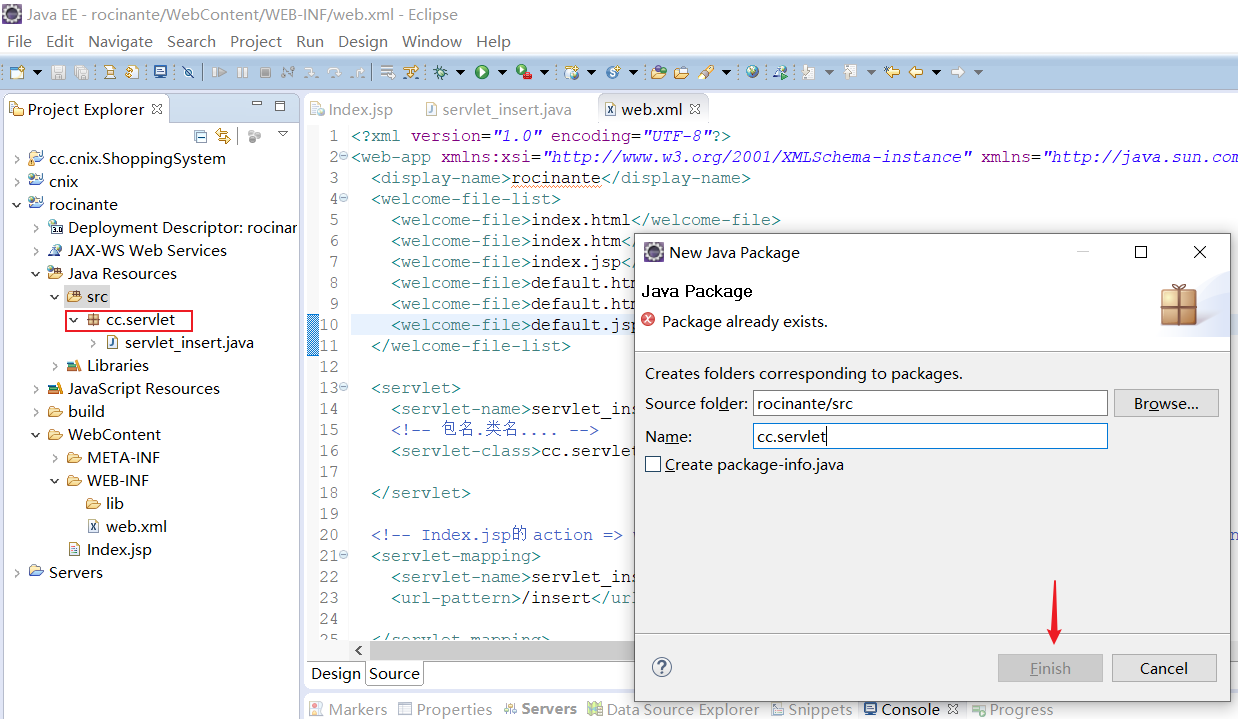 Java EE - rocinante/WebContent/WEB-INF/web.xml - Eclipse
File Edit Navigate Search Project Run Design Window Help
Project Explorer
cc.cnix.ShoppingSystem
cnix
rocinante
Deployment Descriptor: rocinar
JAX-WS Web Services
Java Resources
src
cc.servlet
servlet_insert.java
Libraries
JavaScript Resources
build
WebContent
META-INF
WEB-INF
lib
web.xml
Index.jsp
Servers
Index.jsp servlet_insert.java web.xml
1 <?xml version="1.0" encoding="UTF-8"?>
2 <web-app xmlns:xsi="http://www.w3.org/2001/XMLSchema-instance" xmlns="http://java.sun.com
3 <display-name>rocinante</display-name>
4 <welcome-file-list>
5 <welcome-file>index.html</welcome-file>
6 <welcome-file>index.htm</
7 <welcome-file>index.jsp</
8 <welcome-file>default.htm
9 <welcome-file>default.htm
10 <welcome-file>default.jsp
11 </welcome-file-list>
12
13 <servlet>
14 <servlet-name>servlet_ins
15 <!-- 包名.类名.... -->
16 <servlet-class>cc.servlet
17
18 </servlet>
19
20 <!-- Index.jsp的 action =>
21 <servlet-mapping>
22 <servlet-name>servlet_ins
23 <url-pattern>/insert</url
24
25 </servlet-mapping>
Design Source
Markers Properties Servers Data Source Explorer Snippets Console Progress
New Java Package
Java Package
Package already exists.
Creates folders corresponding to packages.
Source folder: rocinante/src Browse...
Name: cc.servlet
Create package-info.java
Finish Cancel